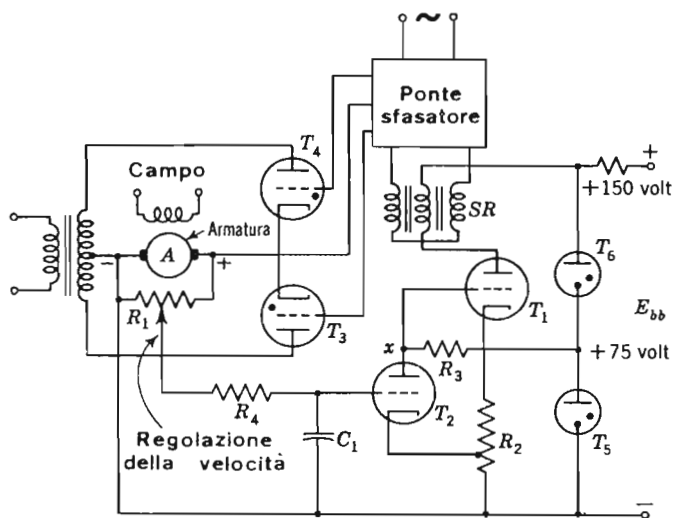 ~
Ponte
sfasatore
T4
Campo
Armatura
A
SR
+
+150 volt
T6
−
+
R1
T3
T1
Ebb
x
R3
+75 volt
T2
R4
C1
R2
T5
Regolazione
della velocità
−